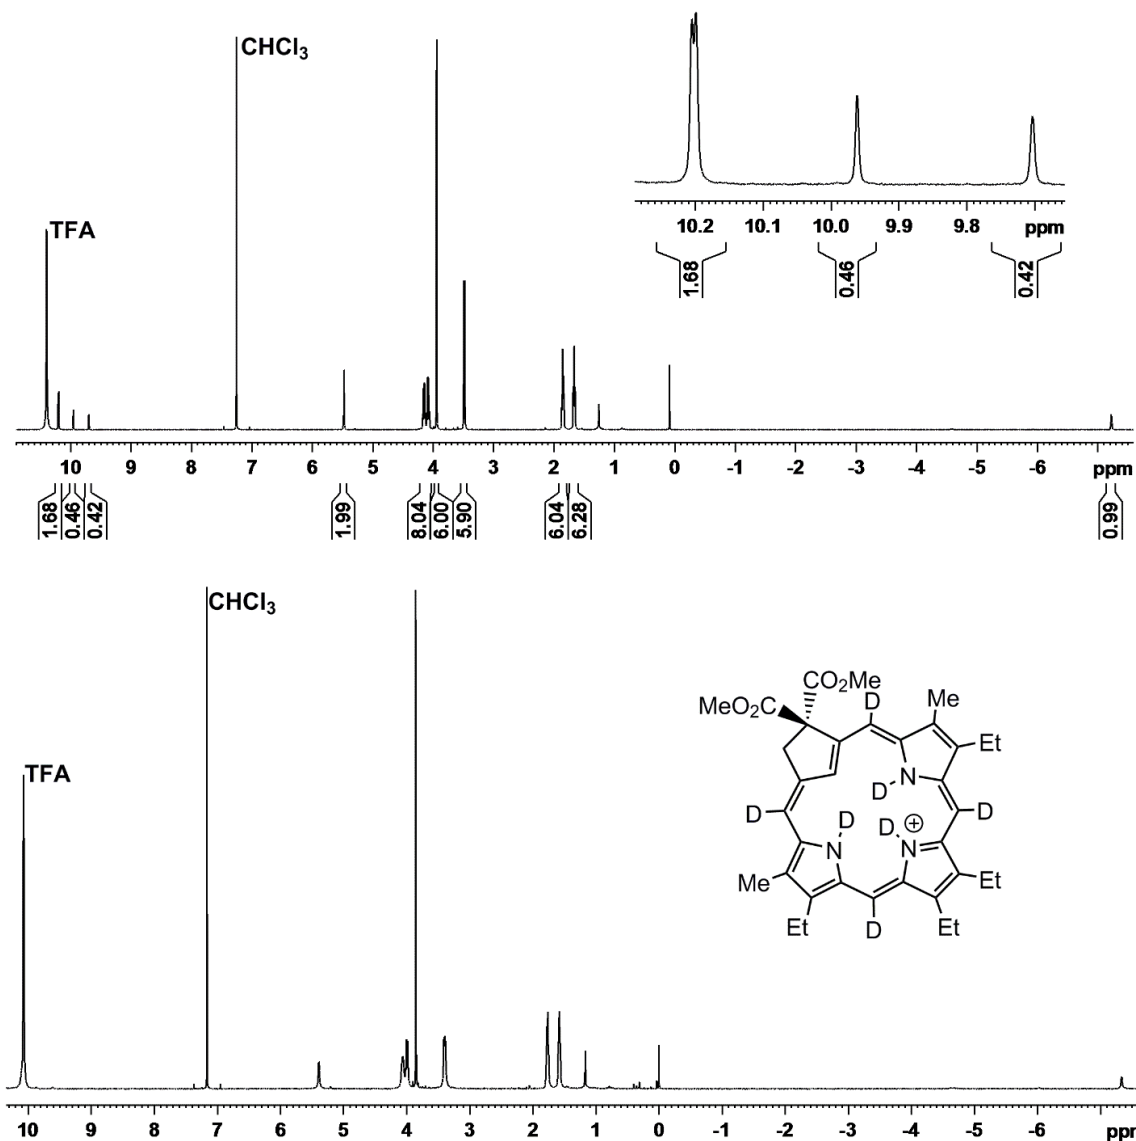 CHCl3
TFA
10.2 10.1 10.0 9.9 9.8 ppm
1.68 0.46 0.42
10 9 8 7 6 5 4 3 2 1 0 -1 -2 -3 -4 -5 -6 ppm
1.68 0.46 0.42 1.99 8.04 6.00 5.90 6.04 6.28 0.99
CHCl3
TFA
CO2Me
MeO2C
D
Me
Et
N
D
D
D
D
N
D
N
⊕
Me
Et
Et
Et
D
10 9 8 7 6 5 4 3 2 1 0 -1 -2 -3 -4 -5 -6 ppm